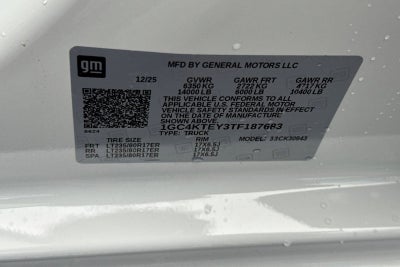 gm
MFD BY GENERAL MOTORS LLC
12/25 GVWR GAWR FRT GAWR RR
6350 KG 2722 KG 4717 KG
14000 LB 6000 LB 10400 LB
THIS VEHICLE CONFORMS TO ALL
APPLICABLE U.S. FEDERAL MOTOR
VEHICLE SAFETY STANDARDS IN EFFECT
ON THE DATE OF MANUFACTURE
SHOWN ABOVE
1GC4KTEY3TF187683
TYPE: TRUCK MODEL:
TIRE SIZE RIM
FRT LT235/80R17ER 17X6.5J
RR LT235/80R17ER 17X6.5J
SPA LT235/80R17ER 17X6.5J